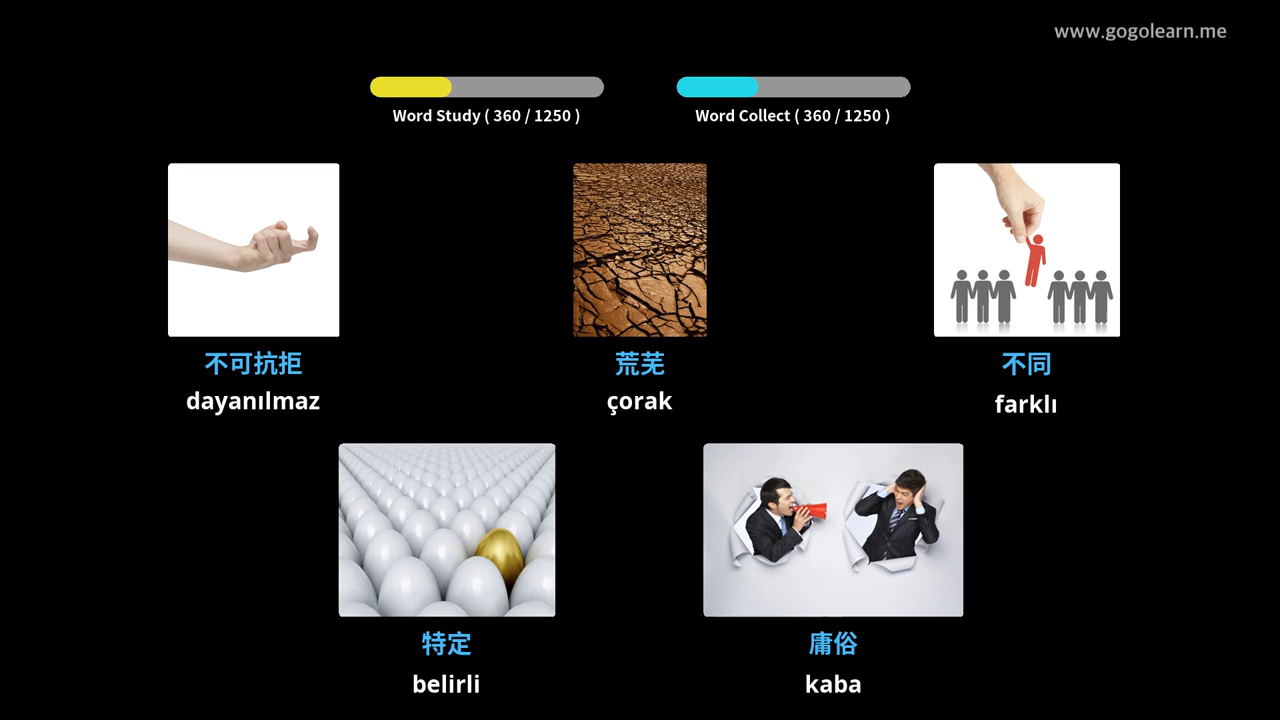 www.gogolearn.me
Word Study ( 360 / 1250 )
Word Collect ( 360 / 1250 )
不可抗拒
dayanılmaz
荒芜
çorak
不同
farklı
特定
belirli
庸俗
kaba